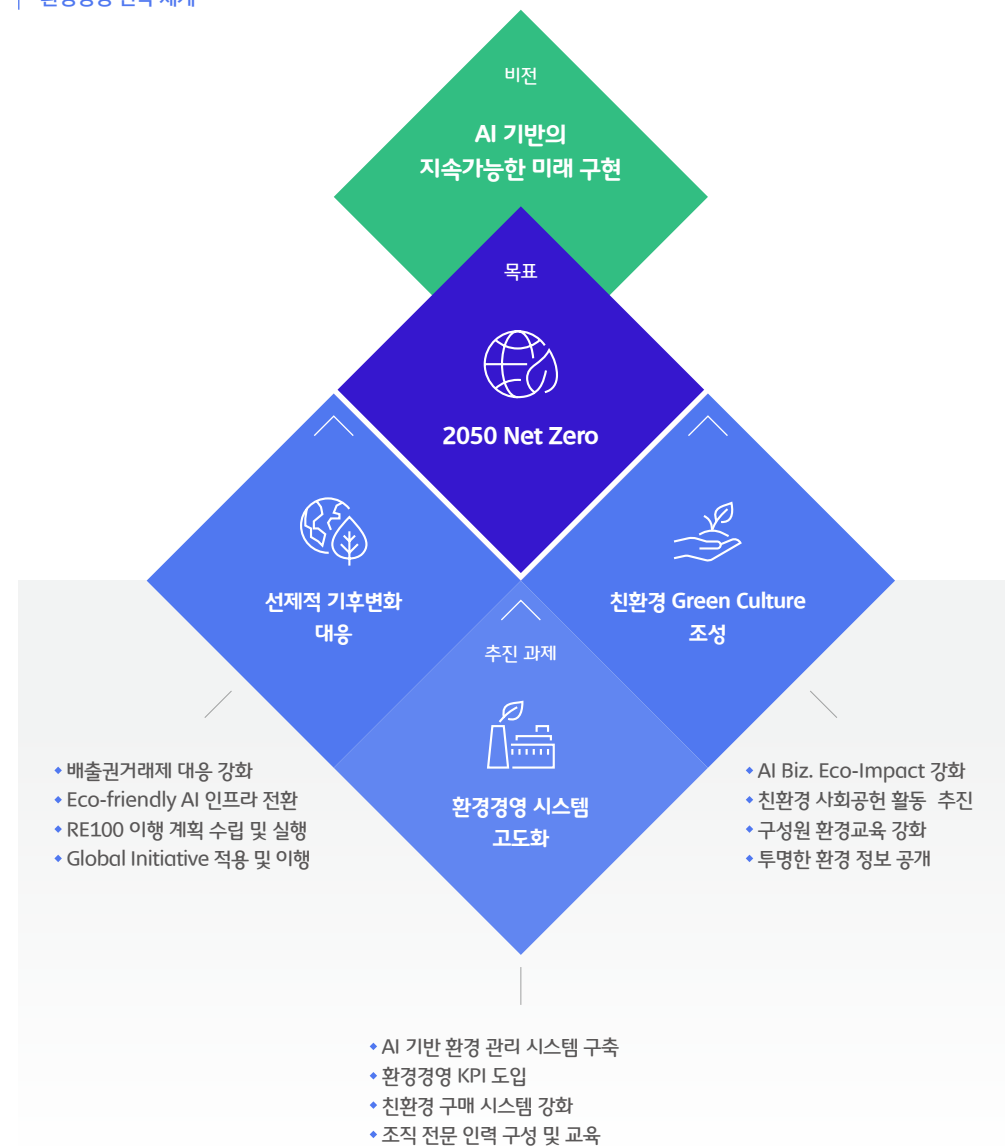 환경경영 전략 체계
비전
AI 기반의
지속가능한 미래 구현
목표
2050 Net Zero
선제적 기후변화
대응
친환경 Green Culture
조성
추진 과제
환경경영 시스템
고도화
배출권거래제 대응 강화
Eco-friendly AI 인프라 전환
RE100 이행 계획 수립 및 실행
Global Initiative 적용 및 이행
AI Biz. Eco-Impact 강화
친환경 사회공헌 활동 추진
구성원 환경교육 강화
투명한 환경 정보 공개
AI 기반 환경 관리 시스템 구축
환경경영 KPI 도입
친환경 구매 시스템 강화
조직 전문 인력 구성 및 교육